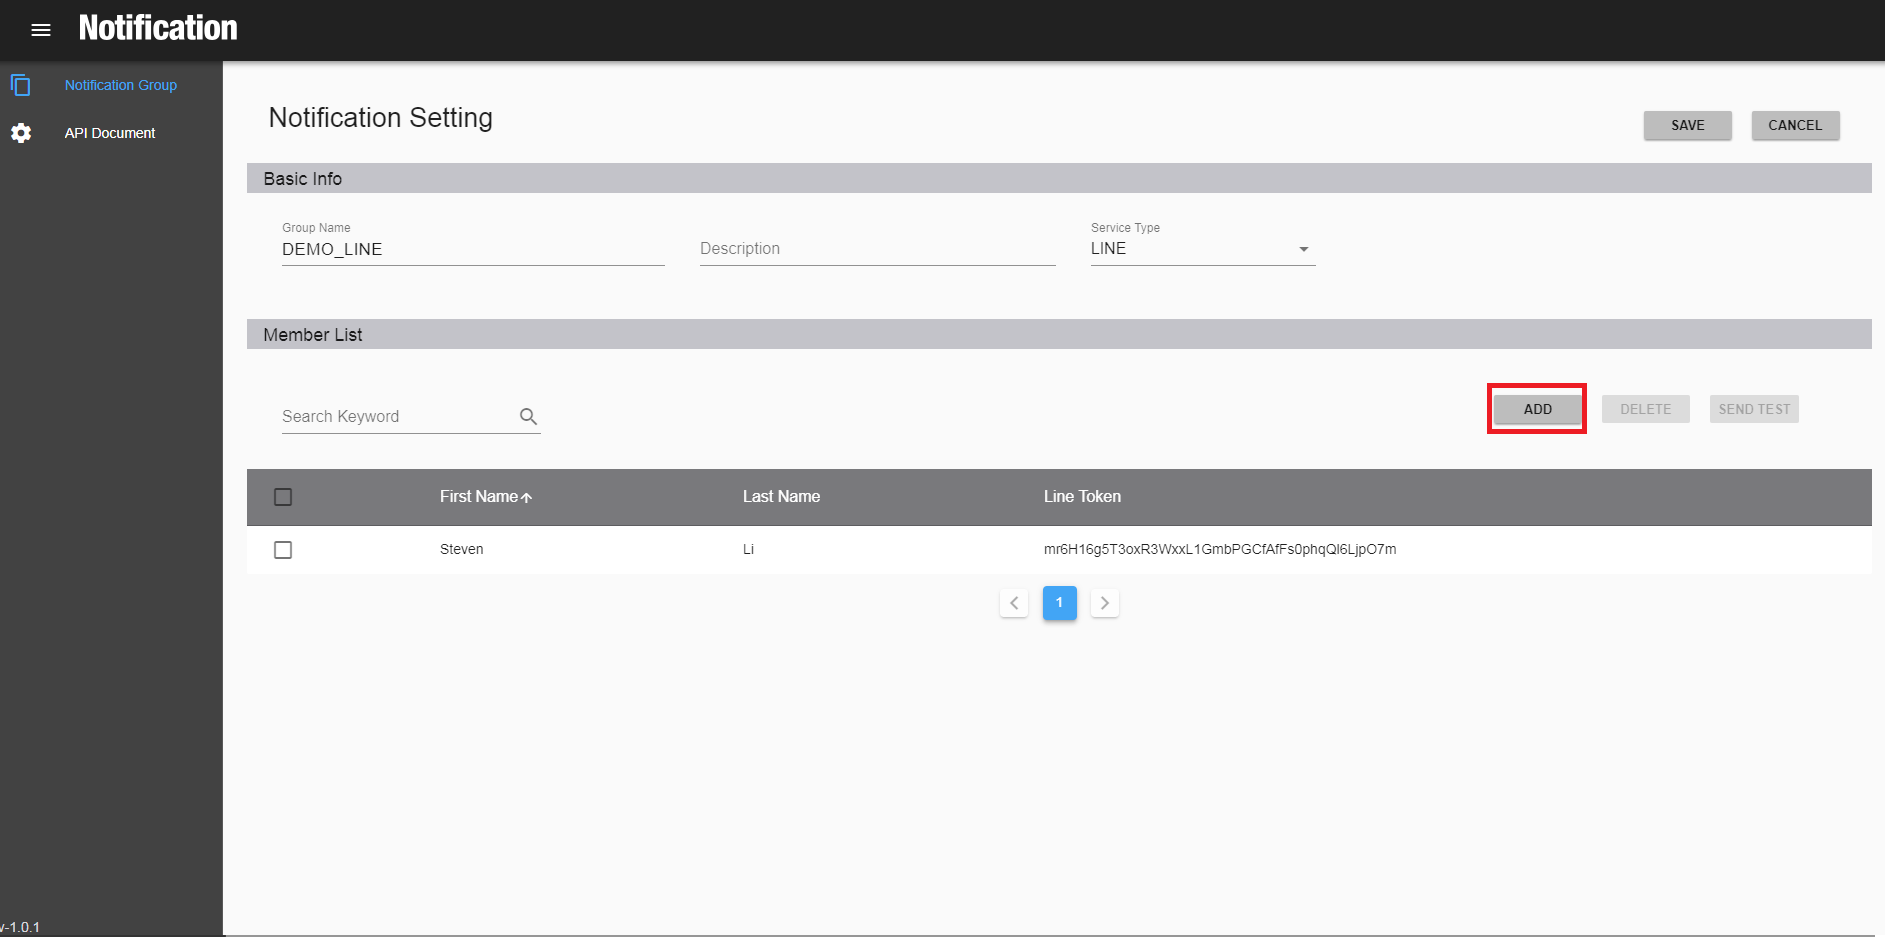 Notification
Notification Group
API Document
Notification Setting
SAVE
CANCEL
Basic Info
Group Name
DEMO_LINE
Description
Service Type
LINE
Member List
Search Keyword
ADD
DELETE
SEND TEST
First Name Last Name Line Token
Steven Li mr6H16g5T3oxR3WxxL1GmbPGCfAfFs0phqQl6LjpO7m
1
v-1.0.1